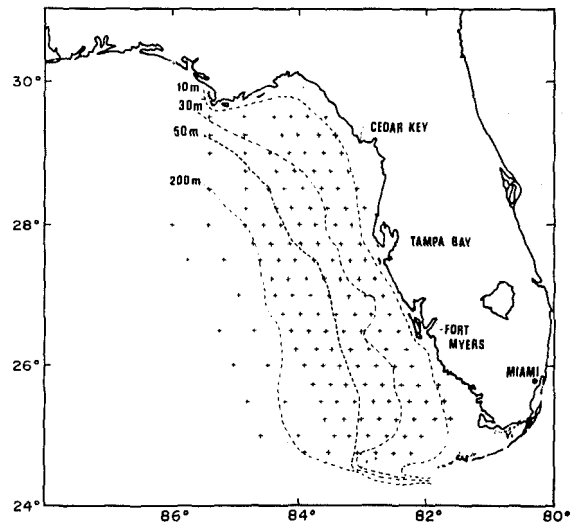 30°
10m
30m
CEDAR KEY
50m
200m
28°
TAMPA BAY
FORT
MYERS
26°
MIAMI
24°
86°
84°
82°
80°